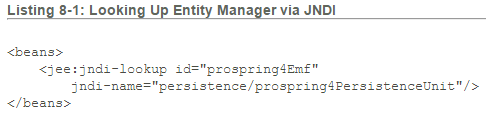 Listing 8-1: Looking Up Entity Manager via JNDI
<beans>
<jee:jndi-lookup id="prospring4Emf"
jndi-name="persistence/prospring4PersistenceUnit"/>
</beans>